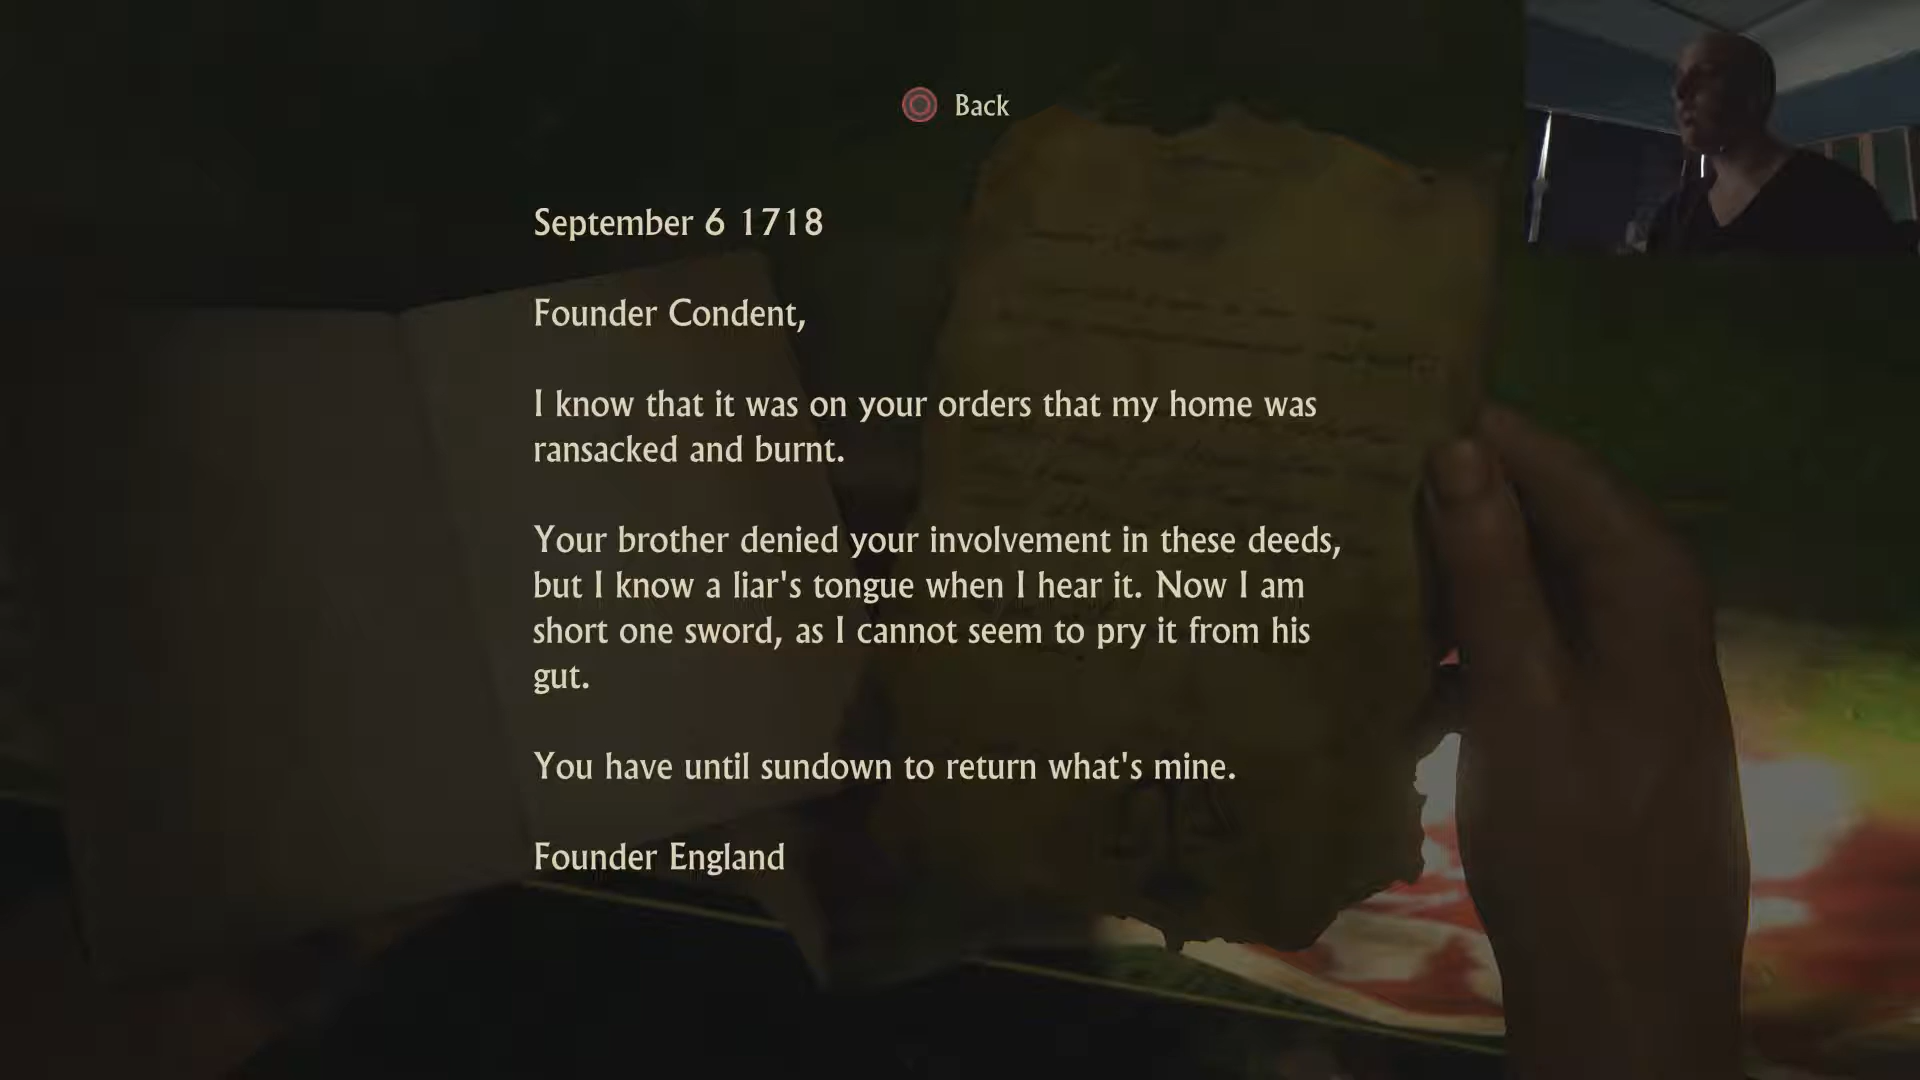 Back
September 6 1718
Founder Condent,
I know that it was on your orders that my home was
ransacked and burnt.
Your brother denied your involvement in these deeds,
but I know a liar's tongue when I hear it. Now I am
short one sword, as I cannot seem to pry it from his
gut.
You have until sundown to return what's mine.
Founder England